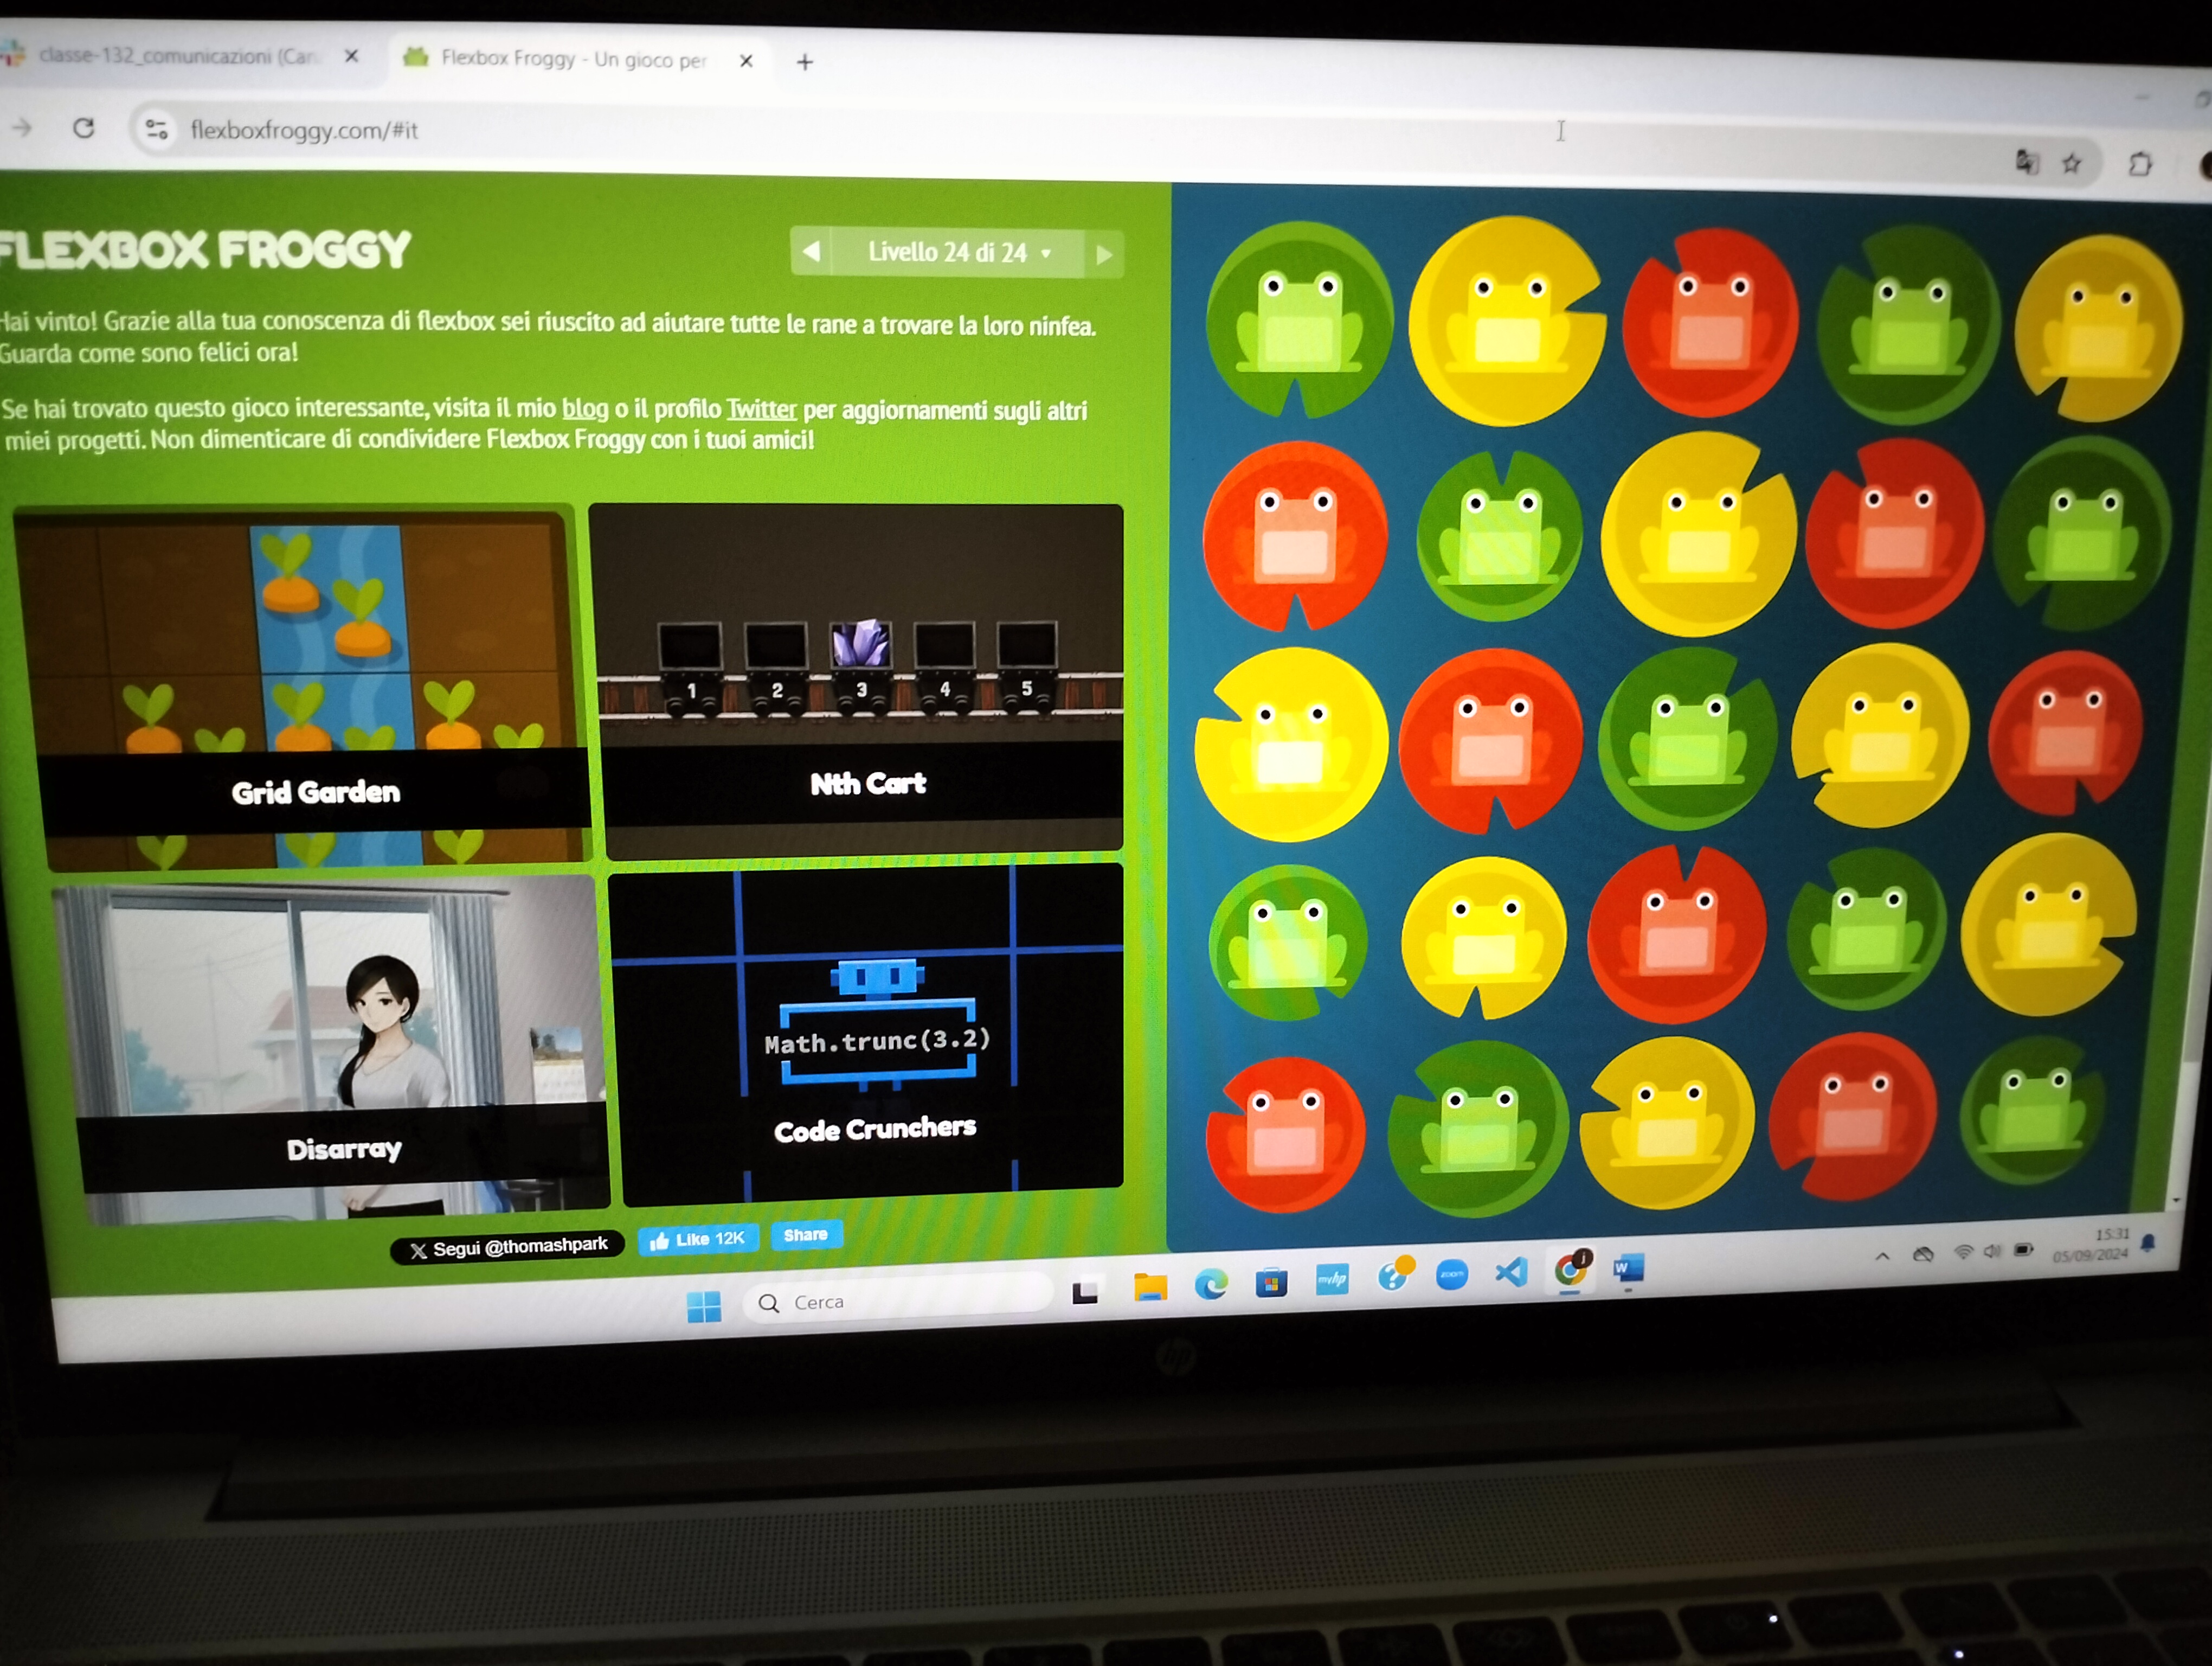 classe-132_comunicazioni (Can
Flexbox Froggy - Un gioco per
flexboxfroggy.com/#it
FLEXBOX FROGGY
Livello 24 di 24
Hai vinto! Grazie alla tua conoscenza di flexbox sei riuscito ad aiutare tutte le rane a trovare la loro ninfea.
Guarda come sono felici ora!
Se hai trovato questo gioco interessante, visita il mio blog o il profilo Twitter per aggiornamenti sugli altri
miei progetti. Non dimenticare di condividere Flexbox Froggy con i tuoi amici!
1 2 3 4 5
Grid Garden
Nth Cart
Math.trunc(3.2)
Disarray
Code Crunchers
Segui @thomashpark
Like 12K
Share
Cerca
myhp
zoom
W
15:31
05/09/2024
hp